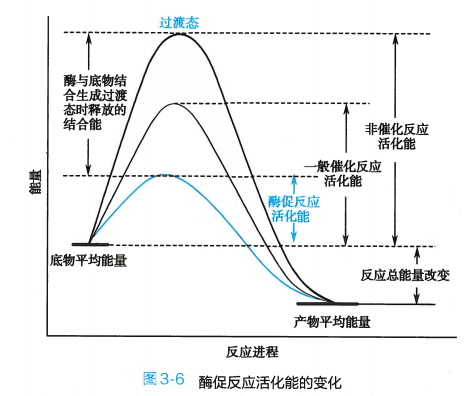 过渡态
酶与底物结
合生成过渡
态时释放的
结合能
非催化反应
活化能
一般催化反应
活化能
酶促反应
活化能
能量
底物平均能量
反应总能量改变
产物平均能量
反应进程
图3-6 酶促反应活化能的变化